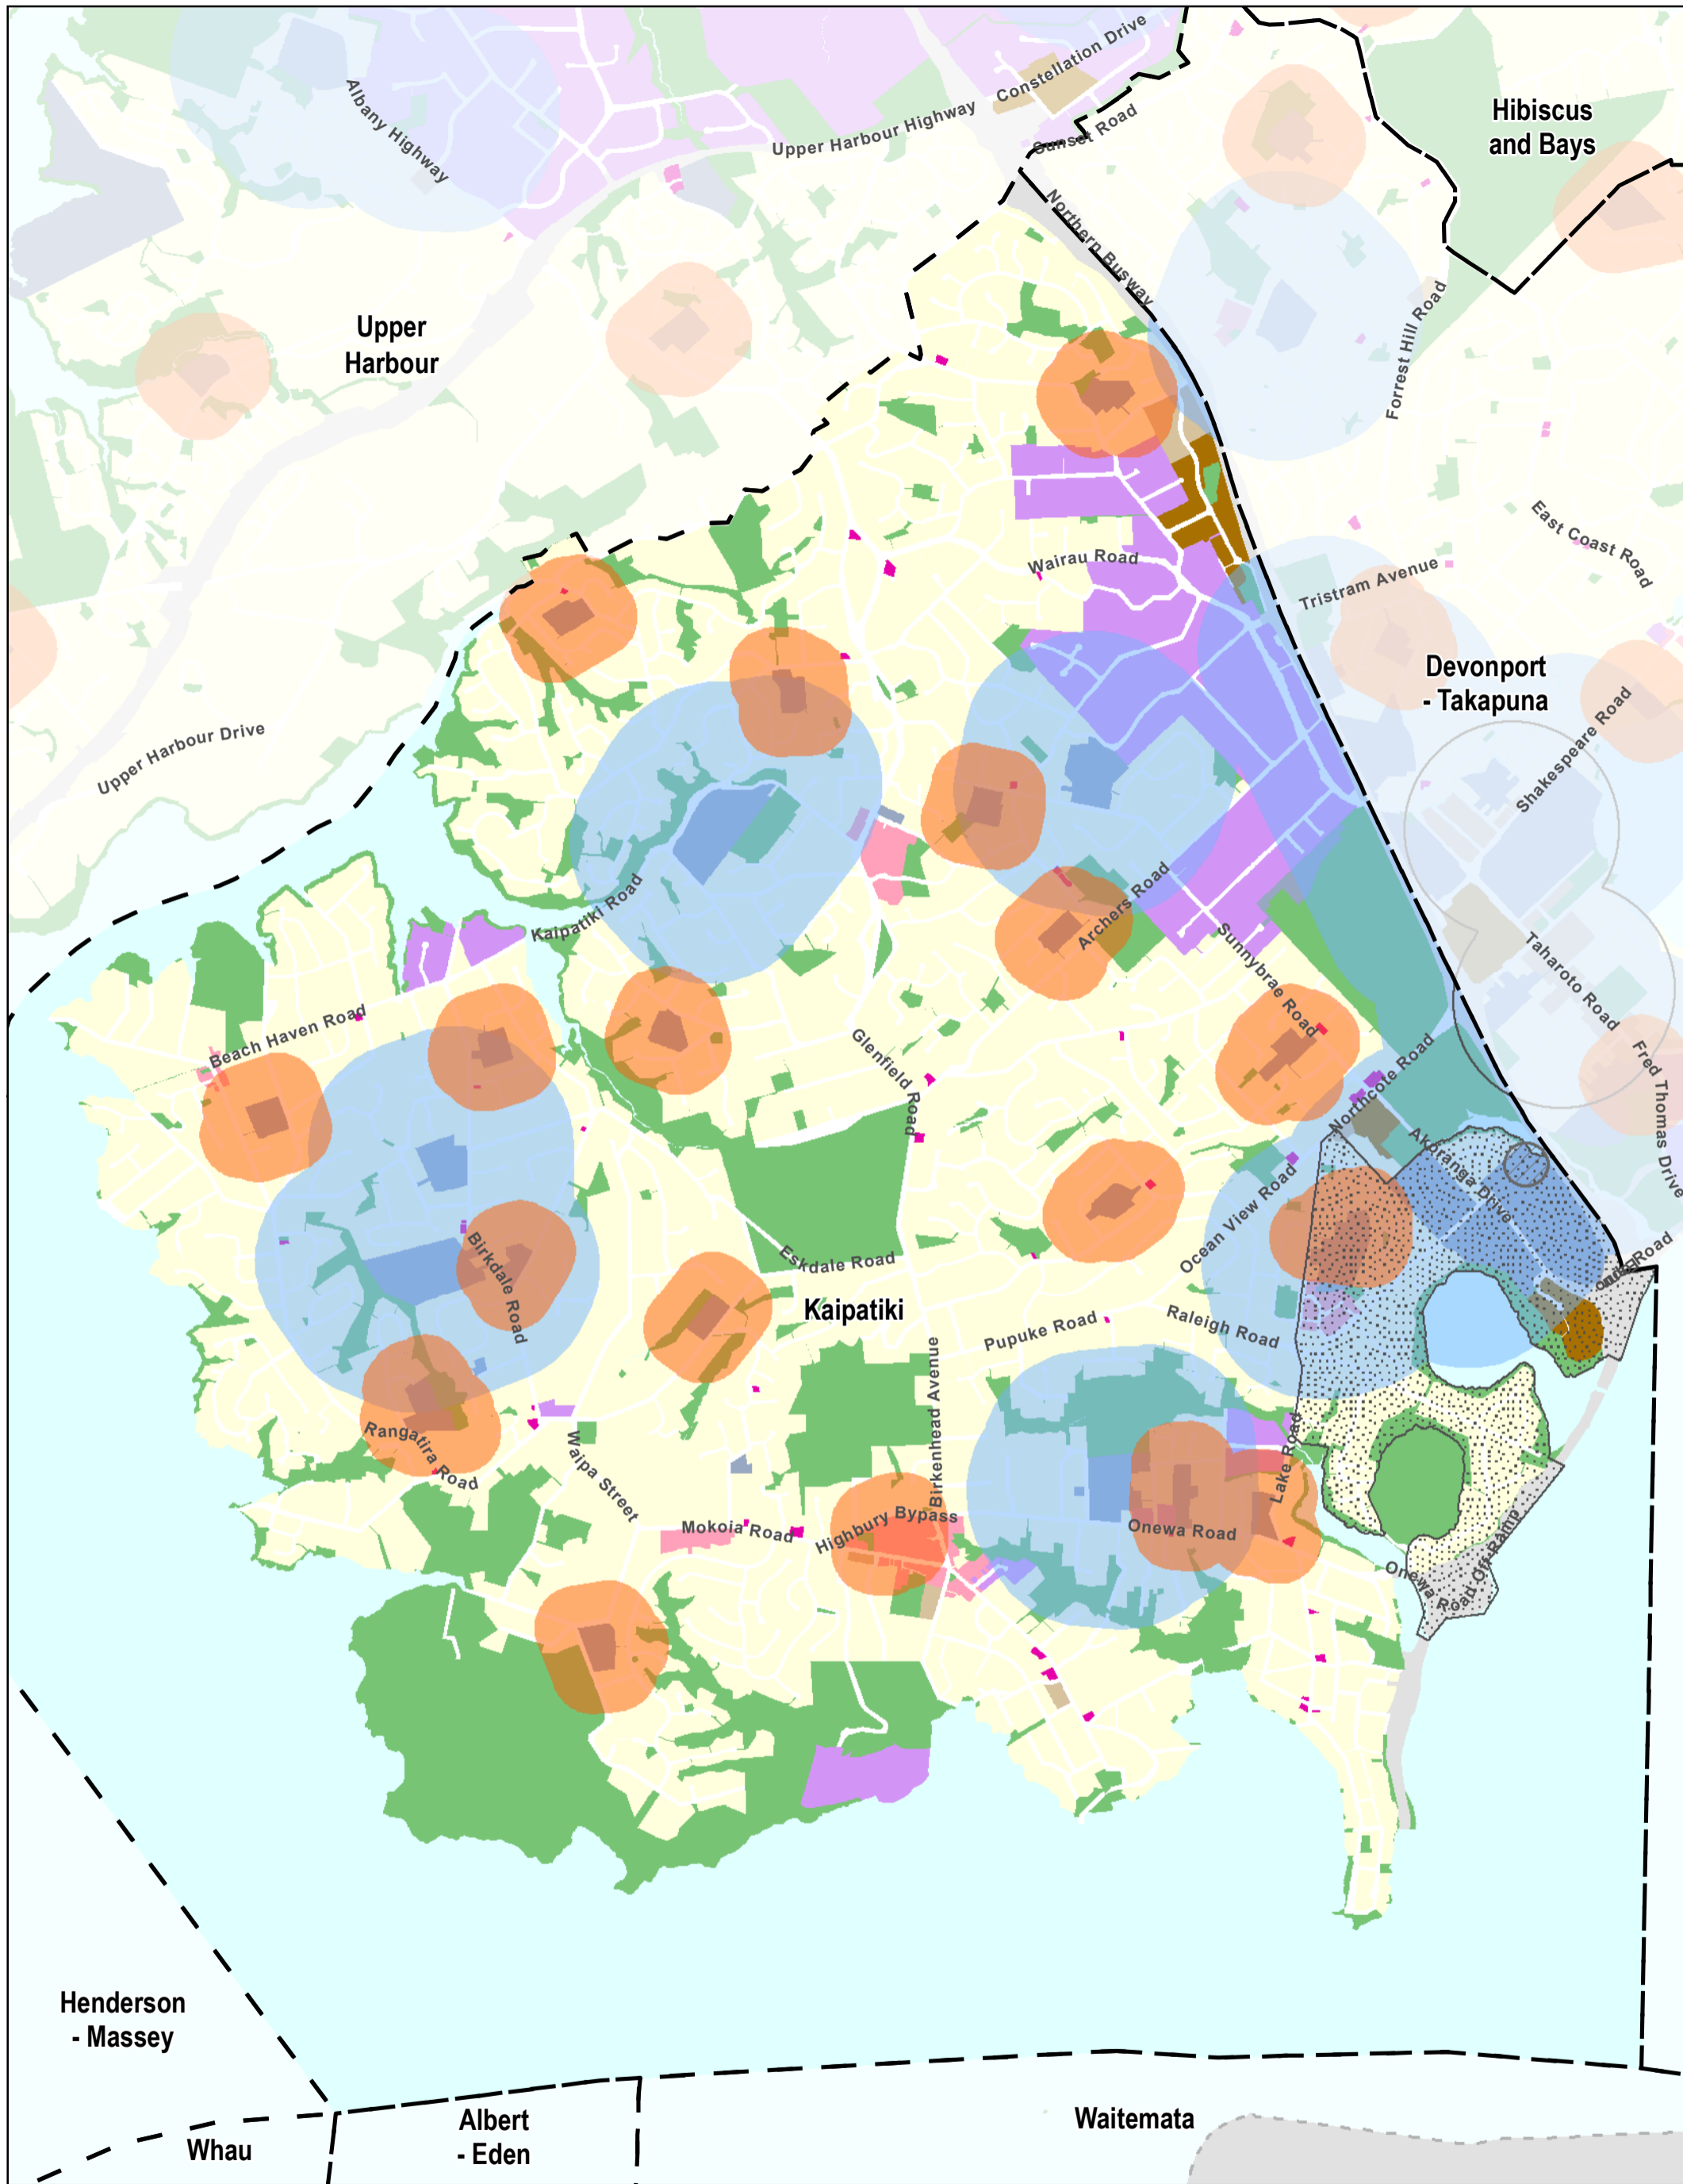 Constellation Drive
Albany Highway
Hibiscus
and Bays
Upper Harbour Highway
Sunset Road
Northern Busway
Upper
Harbour
Forrest Hill Road
East Coast Road
Wairau Road
Tristram Avenue
Devonport
- Takapuna
Upper Harbour Drive
Shakespeare Road
Kaipatiki Road
Archers Road
Sunnybrae Road
Taharoto Road
Beach Haven Road
Glenfield Road
Northcote Road
Fred Thomas Drive
Akoranga Drive
Ocean View Road
Birkdale Road
Eskdale Road
Road
Kaipatiki
Pupuke Road
Raleigh Road
Birkenhead Avenue
Rangatira Road
Waipa Street
Lake Road
Mokoia Road
Highbury Bypass
Onewa Road
Onewa Road Off Ramp
Henderson
- Massey
Albert
- Eden
Waitemata
Whau